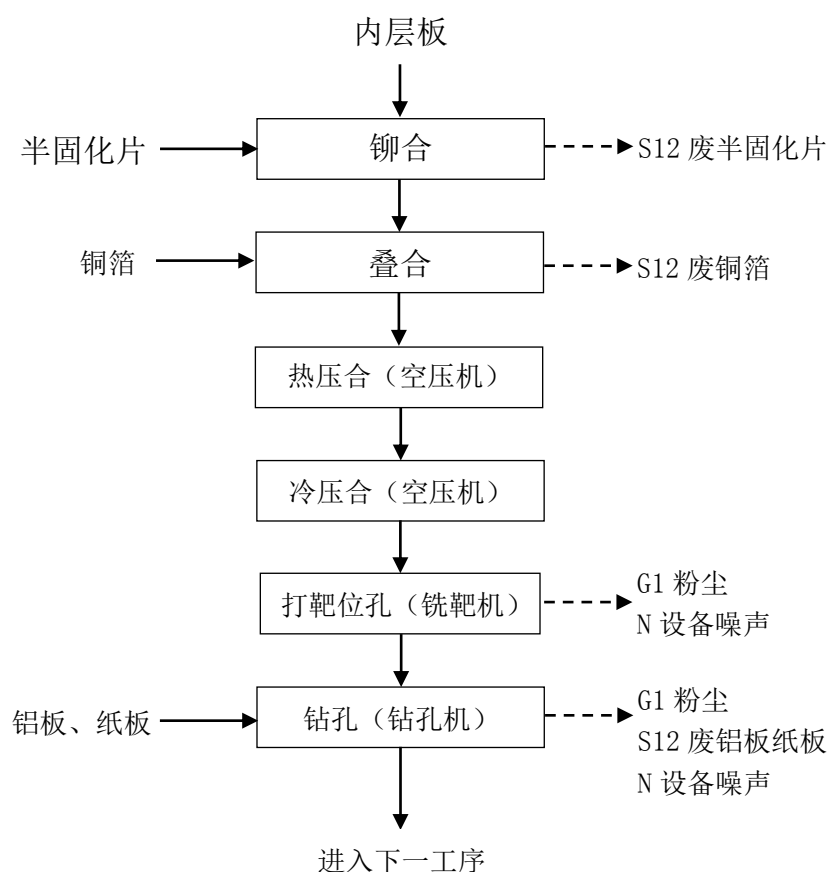 内层板
半固化片
铆合
S12 废半固化片
铜箔
叠合
S12 废铜箔
热压合（空压机）
冷压合（空压机）
打靶位孔（铣靶机）
G1 粉尘
N 设备噪声
铝板、纸板
钻孔（钻孔机）
G1 粉尘
S12 废铝板纸板
N 设备噪声
进入下一工序